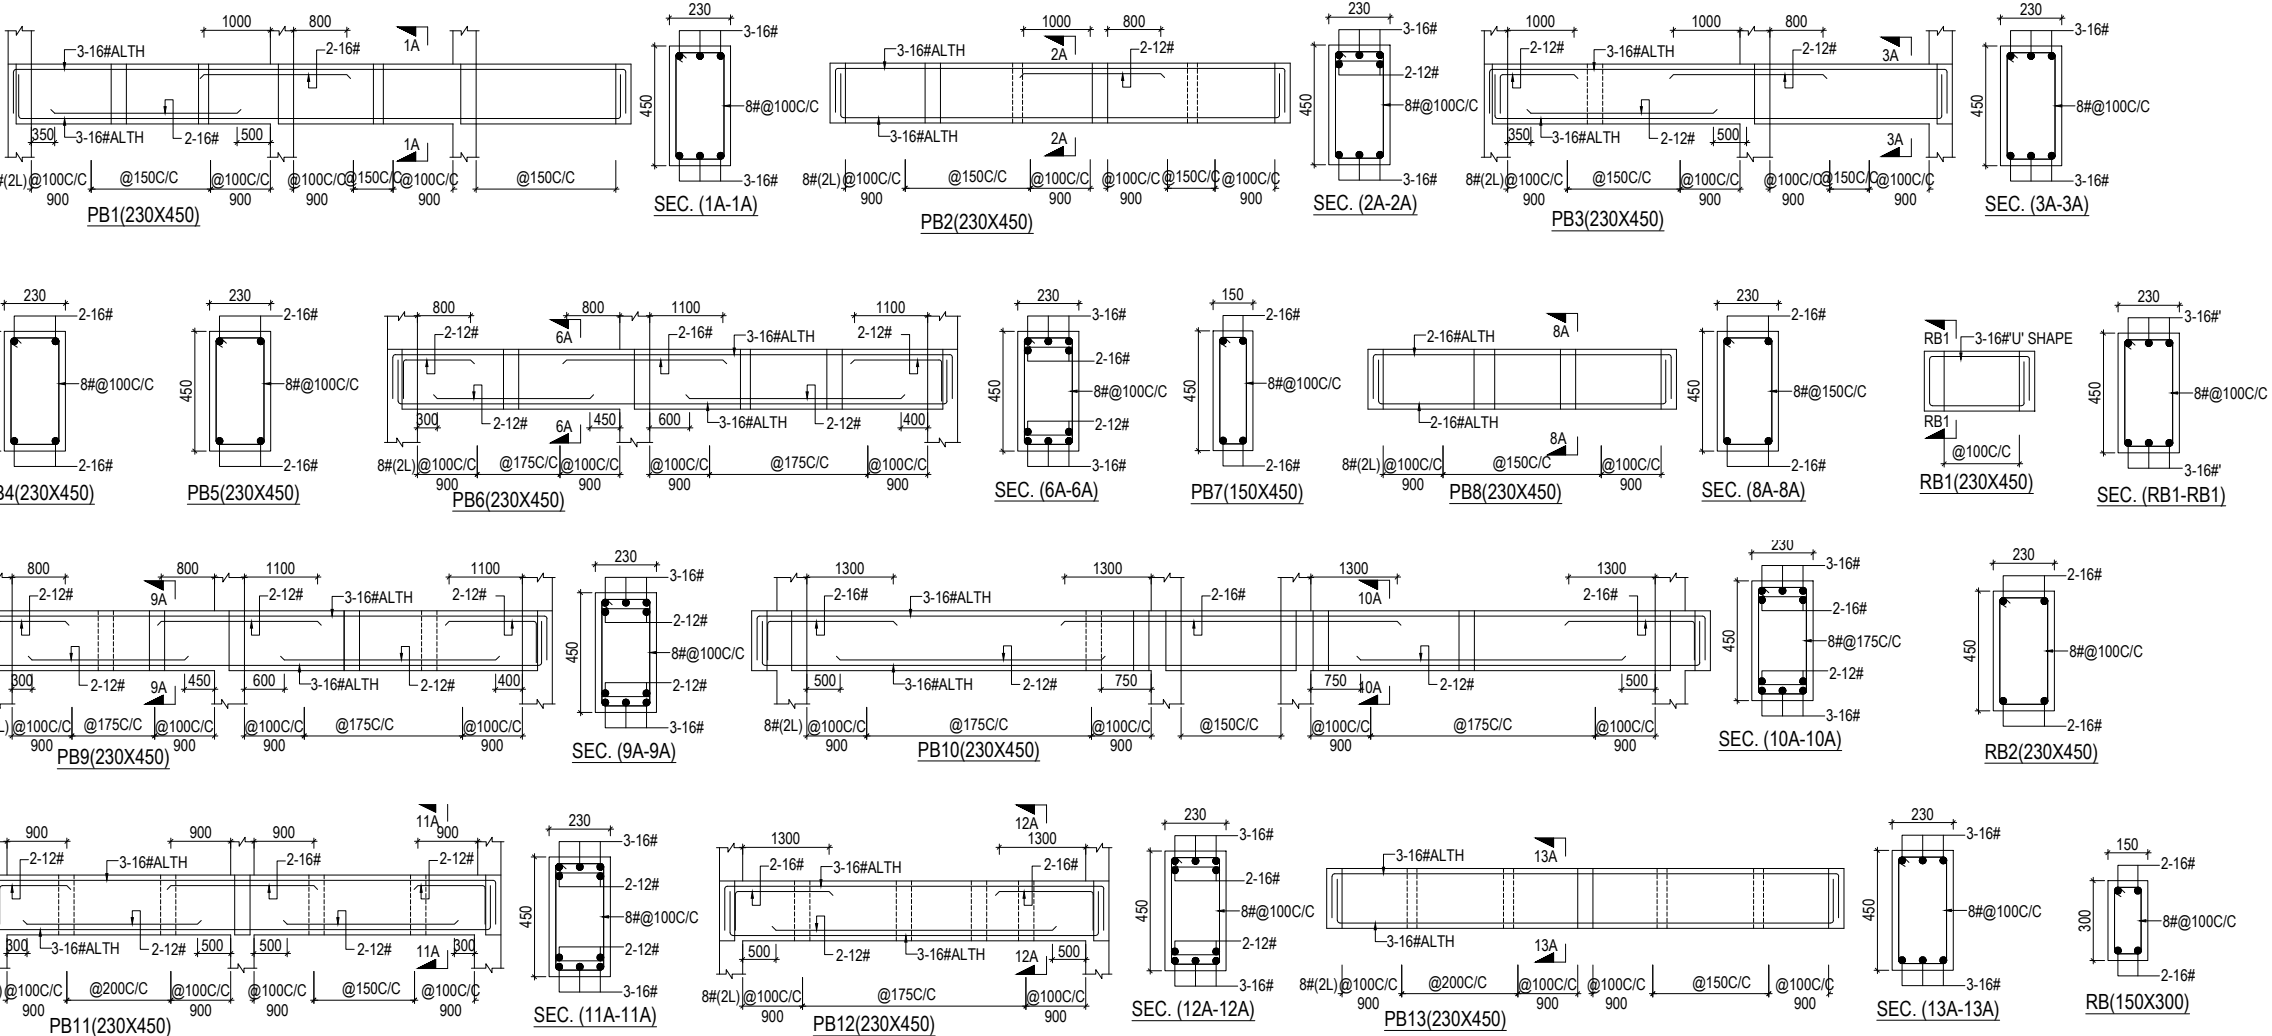 1000 800 1A 3-16#ALTH 2-16# 350 3-16#ALTH 2-16# 500 1A
@100C/C @150C/C @100C/C @100C/C @150C/C @100C/C @150C/C
900 900 900 900
PB1(230X450)
230 3-16# 450 8#@100C/C 3-16#
SEC. (1A-1A)
1000 800 2A 3-16#ALTH 2-12# 3-16#ALTH 2A
8#(2L) @100C/C @150C/C @100C/C @100C/C @150C/C @100C/C
900 900 900 900
PB2(230X450)
230 3-16# 2-12# 450 8#@100C/C 3-16#
SEC. (2A-2A)
1000 1000 800 3A 2-12# 3-16#ALTH 2-12# 350 3-16#ALTH 2-12# 500 3A
8#(2L) @100C/C @150C/C @100C/C @100C/C @150C/C @100C/C
900 900 900 900
PB3(230X450)
230 3-16# 450 8#@100C/C 3-16#
SEC. (3A-3A)
230 2-16# 8#@100C/C 2-16#
(230X450)
230 2-16# 450 8#@100C/C 2-16#
PB5(230X450)
800 800 1100 1100 6A 2-12# 2-16# 3-16#ALTH 2-12# 300 2-12# 6A 450 600 3-16#ALTH 2-12# 400
8#(2L) @100C/C @175C/C @100C/C @100C/C @175C/C @100C/C
900 900 900 900
PB6(230X450)
230 3-16# 2-16# 450 8#@100C/C 2-12# 3-16#
SEC. (6A-6A)
150 2-16# 450 8#@100C/C 2-16#
PB7(150X450)
8A 2-16#ALTH 2-16#ALTH 8A
8#(2L) @100C/C @150C/C @100C/C
900 900
PB8(230X450)
230 2-16# 450 8#@150C/C 2-16#
SEC. (8A-8A)
RB1 3-16#'U' SHAPE RB1
@100C/C
RB1(230X450)
230 3-16#' 450 8#@100C/C 3-16#'
SEC. (RB1-RB1)
800 800 1100 1100 9A 2-12# 2-12# 3-16#ALTH 2-12# 300 2-12# 9A 450 600 3-16#ALTH 2-12# 400
@100C/C @175C/C @100C/C @100C/C @175C/C @100C/C
900 900 900 900
PB9(230X450)
230 3-16# 2-12# 450 8#@100C/C 2-12# 3-16#
SEC. (9A-9A)
1300 1300 1300 1300 10A 2-16# 3-16#ALTH 2-16# 2-16# 500 3-16#ALTH 2-12# 750 750 10A 2-12# 500
8#(2L) @100C/C @175C/C @100C/C @150C/C @100C/C @175C/C @100C/C
900 900 900 900
PB10(230X450)
230 3-16# 2-16# 450 8#@175C/C 2-12# 3-16#
SEC. (10A-10A)
230 2-16# 450 8#@100C/C 2-16#
RB2(230X450)
900 900 900 11A 900 2-12# 3-16#ALTH 2-16# 2-12# 300 3-16#ALTH 2-12# 500 500 2-12# 11A 300
@100C/C @200C/C @100C/C @100C/C @150C/C @100C/C
900 900 900 900
PB11(230X450)
230 3-16# 2-12# 450 8#@100C/C 2-12# 3-16#
SEC. (11A-11A)
1300 12A 1300 2-16# 3-16#ALTH 2-16# 500 2-12# 3-16#ALTH 12A 500
8#(2L) @100C/C @175C/C @100C/C
900 900
PB12(230X450)
230 3-16# 2-16# 450 8#@100C/C 2-12# 3-16#
SEC. (12A-12A)
13A 3-16#ALTH 3-16#ALTH 13A
8#(2L) @100C/C @200C/C @100C/C @100C/C @150C/C @100C/C
900 900 900 900
PB13(230X450)
230 3-16# 450 8#@100C/C 3-16#
SEC. (13A-13A)
150 2-16# 300 8#@100C/C 2-16#
RB(150X300)